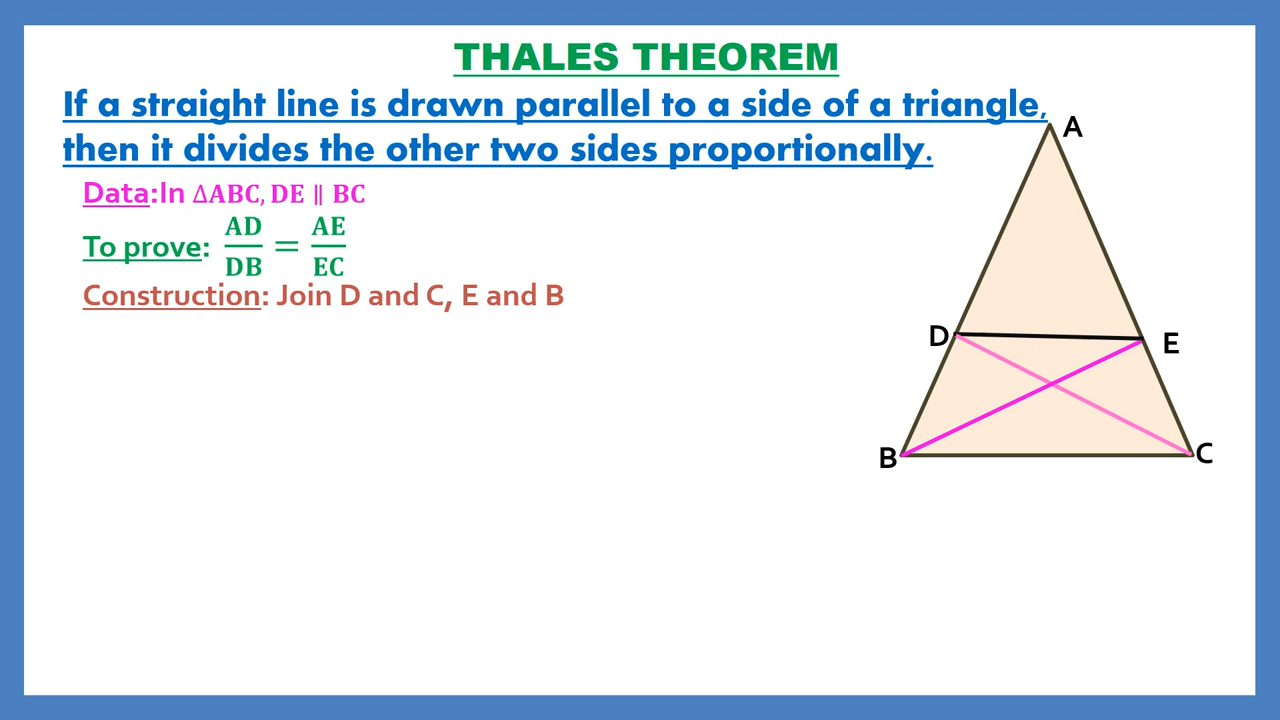 THALES THEOREM
If a straight line is drawn parallel to a side of a triangle,
then it divides the other two sides proportionally.
Data:In ∆ABC, DE ∥ BC
To prove: AD/DB = AE/EC
Construction: Join D and C, E and B
A
D
E
B
C